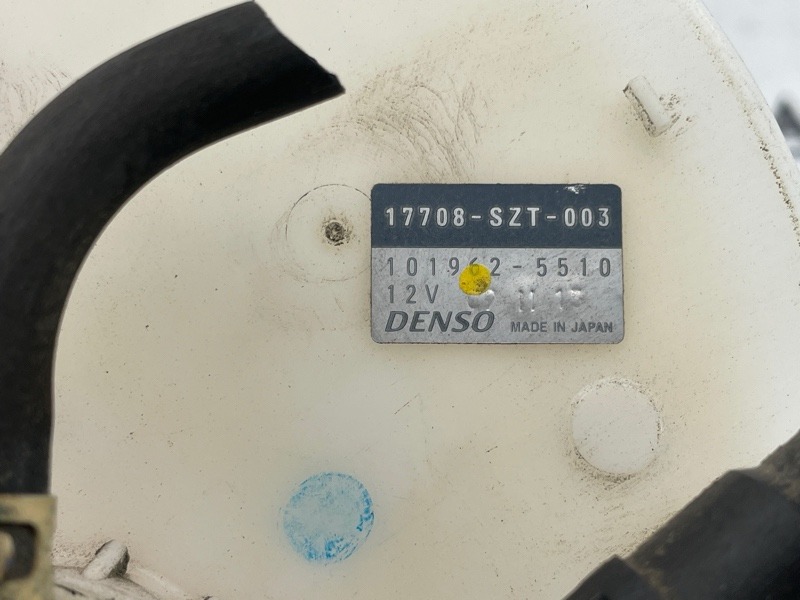 17708-SZT-003
101962-5510
12V
DENSO MADE IN JAPAN